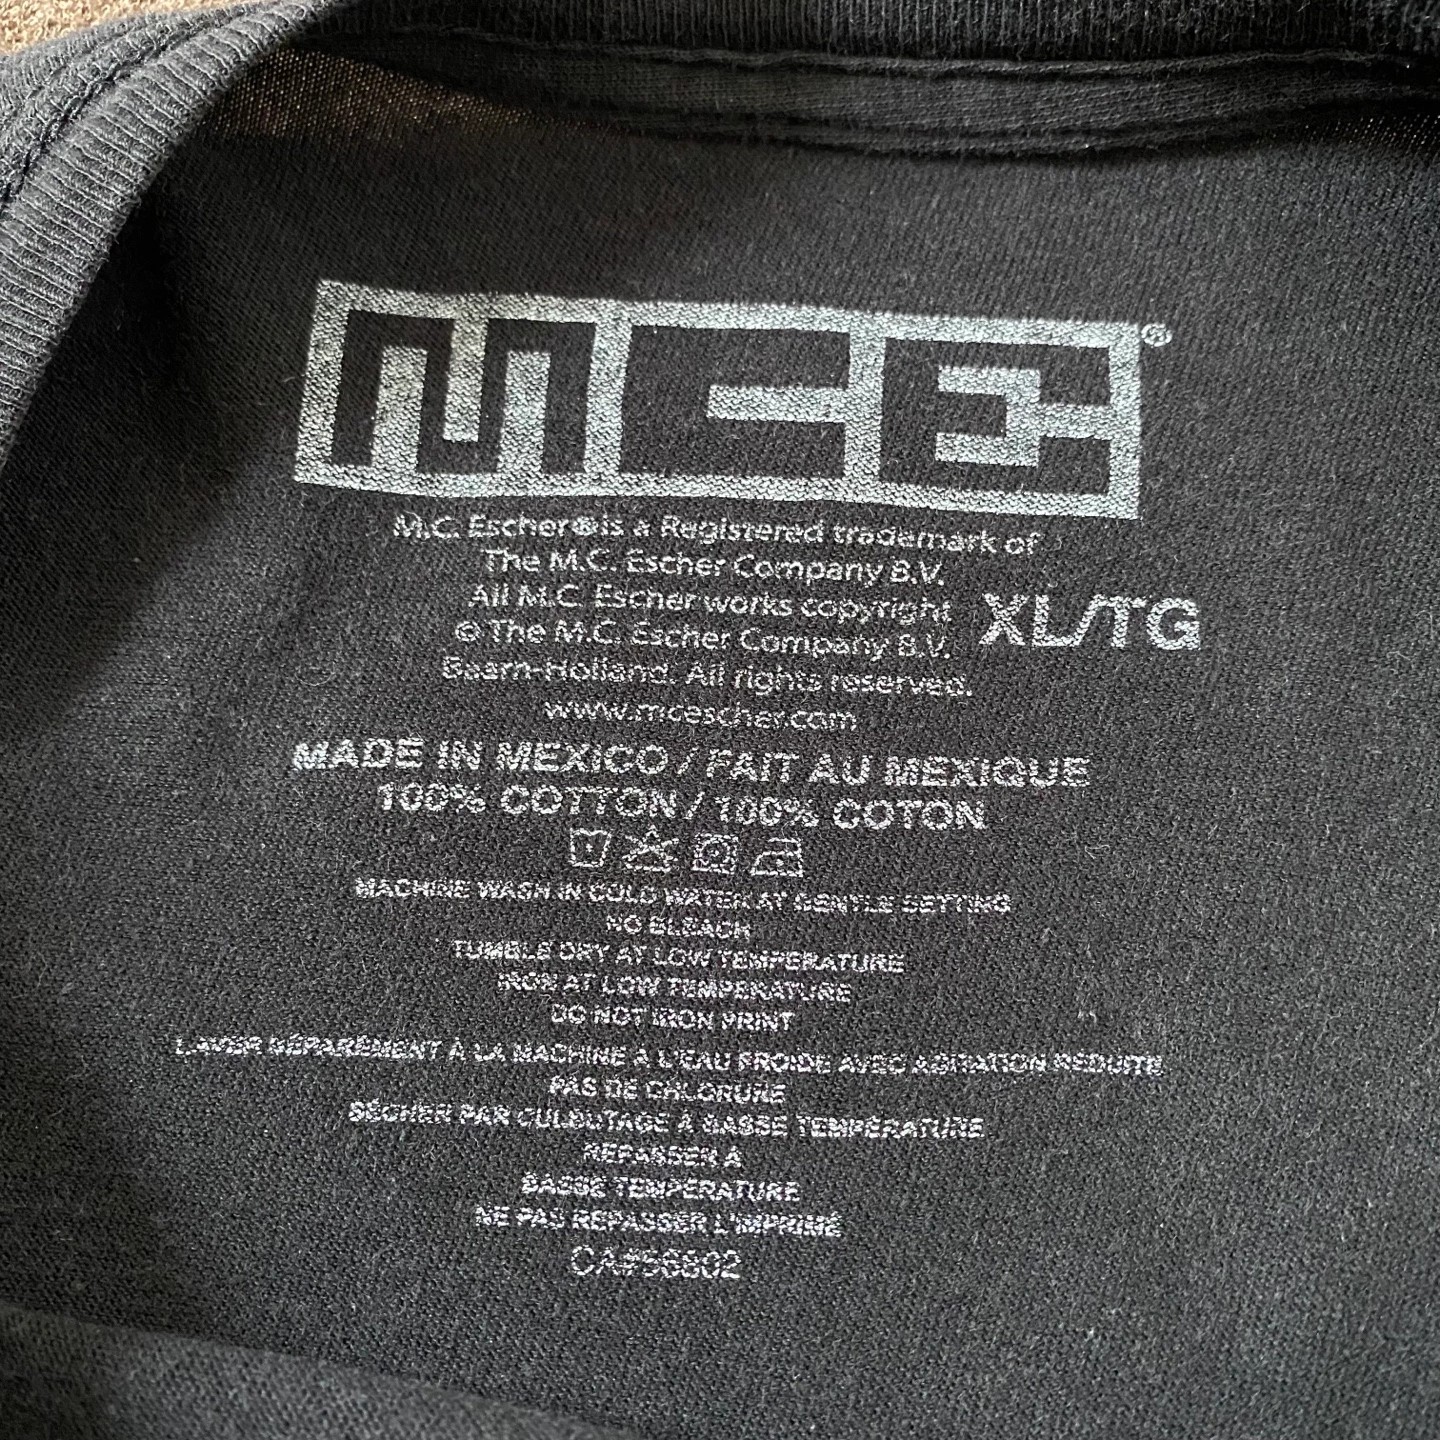 MCE®
M.C. Escher® is a Registered trademark of
The M.C. Escher Company B.V.
All M.C. Escher works copyright
© The M.C. Escher Company B.V.
Baarn-Holland. All rights reserved.
www.mcescher.com
XL/TG
MADE IN MEXICO / FAIT AU MEXIQUE
100% COTTON / 100% COTON
MACHINE WASH IN COLD WATER AT GENTLE SETTING
NO BLEACH
TUMBLE DRY AT LOW TEMPERATURE
IRON AT LOW TEMPERATURE
DO NOT IRON PRINT
LAVER SÉPARÉMENT À LA MACHINE A L'EAU FROIDE AVEC AGITATION REDUITE
PAS DE CHLORURE
SÉCHER PAR CULBUTAGE À BASSE TEMPÉRATURE
REPASSER A
BASSE TEMPÉRATURE
NE PAS REPASSER L'IMPRIMÉ
CA#56802